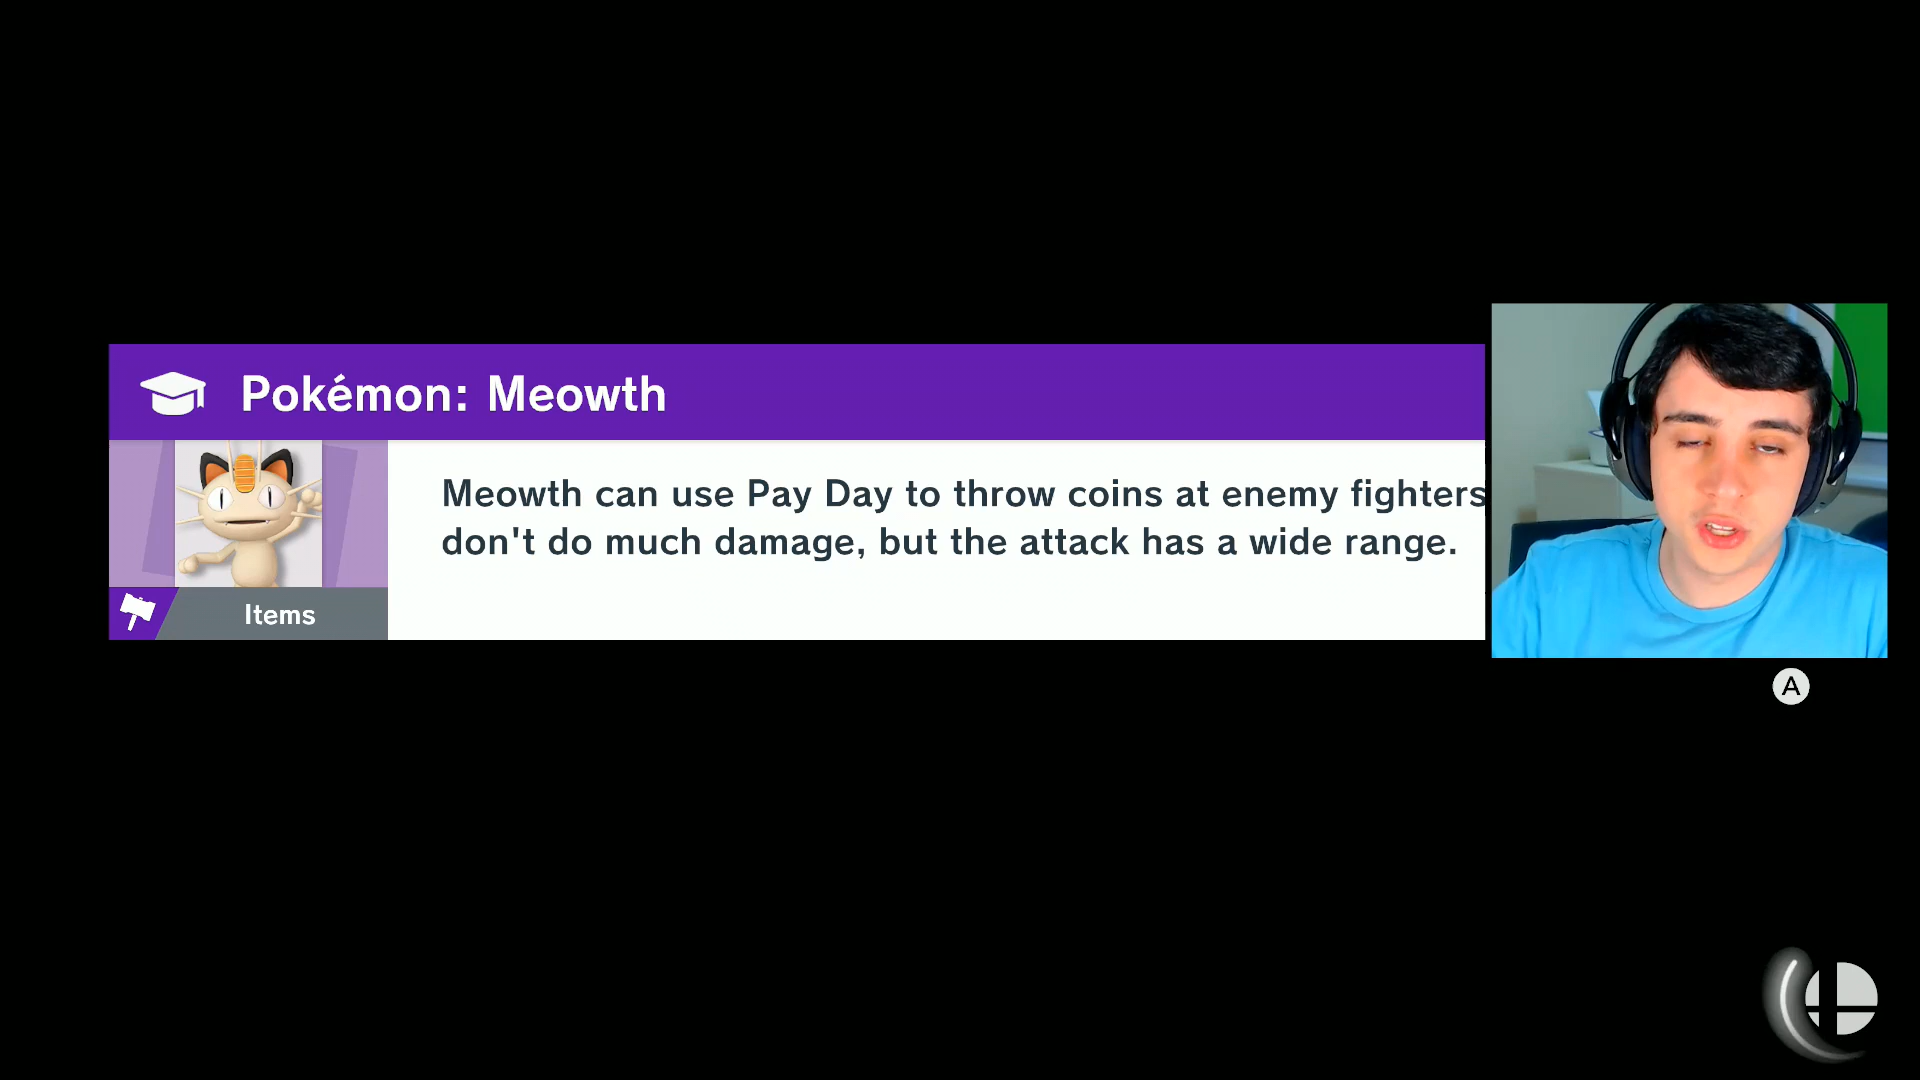 Pokémon: Meowth
Meowth can use Pay Day to throw coins at enemy fighters
don't do much damage, but the attack has a wide range.
Items
A